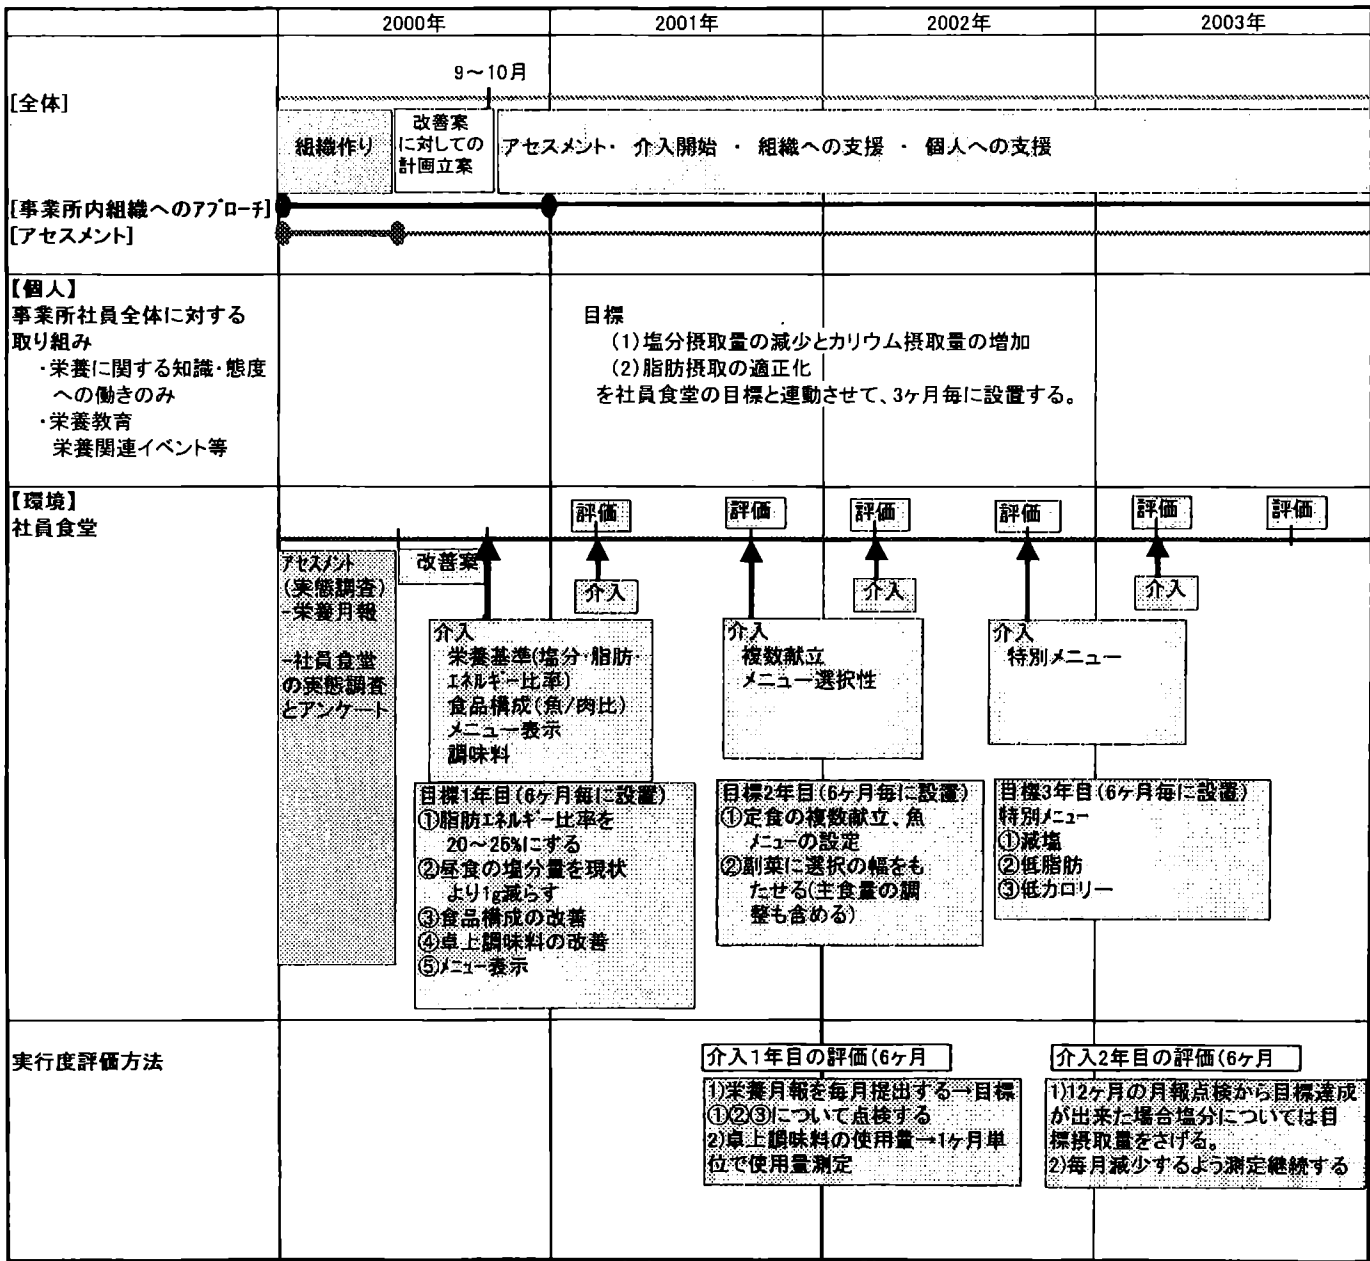 2000年 2001年 2002年 2003年
9～10月
[全体]
組織作り
改善案
に対しての
計画立案
アセスメント・ 介入開始 ・ 組織への支援 ・ 個人への支援
[事業所内組織へのアプローチ]
[アセスメント]
【個人】
事業所社員全体に対する
取り組み
・栄養に関する知識・態度
への働きのみ
・栄養教育
栄養関連イベント等
目標
(1)塩分摂取量の減少とカリウム摂取量の増加
(2)脂肪摂取の適正化
を社員食堂の目標と連動させて、3ヶ月毎に設置する。
【環境】
社員食堂
評価 評価 評価 評価 評価 評価
アセスメント
(実態調査)
-栄養月報
-社員食堂
の実態調査
とアンケート
改善案
介入 介入 介入
介入
栄養基準(塩分・脂肪・
エネルギー比率)
食品構成(魚/肉比)
メニュー表示
調味料
介入
複数献立
メニュー選択性
介入
特別メニュー
目標1年目(6ヶ月毎に設置)
①脂肪エネルギー比率を
20～25%にする
②昼食の塩分量を現状
より1g減らす
③食品構成の改善
④卓上調味料の改善
⑤メニュー表示
目標2年目(6ヶ月毎に設置)
①定食の複数献立、魚
メニューの設定
②副菜に選択の幅をも
たせる(主食量の調
整も含める)
目標3年目(6ヶ月毎に設置)
特別メニュー
①減塩
②低脂肪
③低カロリー
実行度評価方法
介入1年目の評価(6ヶ月
1)栄養月報を毎月提出する→目標
①②③について点検する
2)卓上調味料の使用量→1ヶ月単
位で使用量測定
介入2年目の評価(6ヶ月
1)12ヶ月の月報点検から目標達成
が出来た場合塩分については目
標摂取量をさげる。
2)毎月減少するよう測定継続する